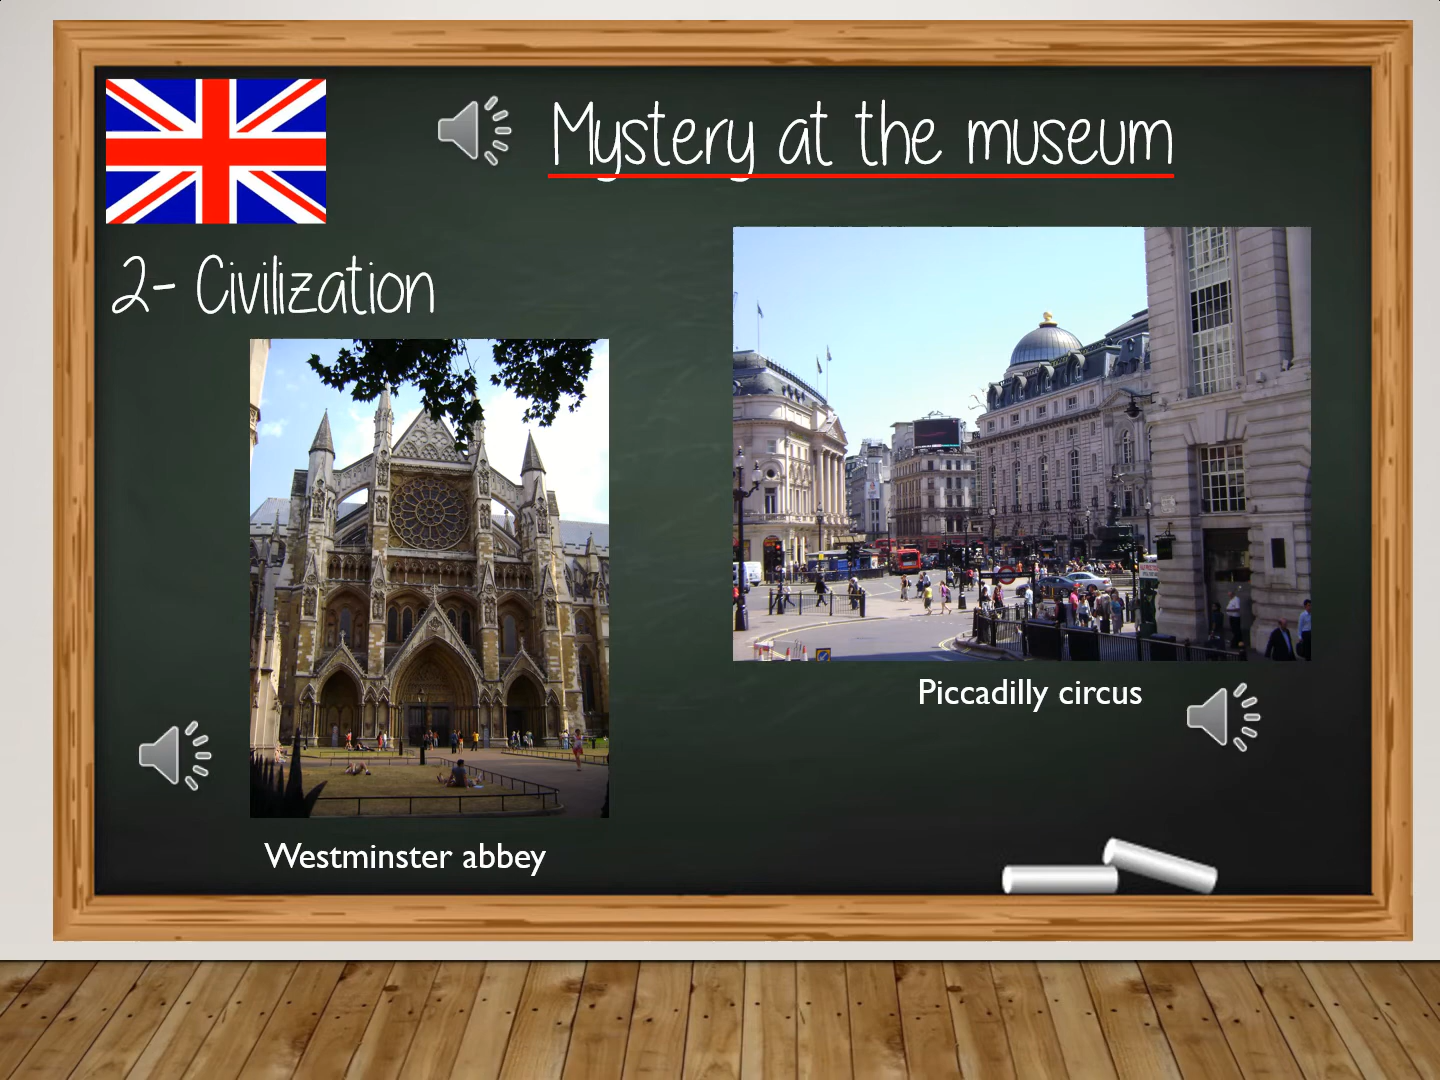 Mystery at the museum
2- Civilization
Piccadilly circus
Westminster abbey